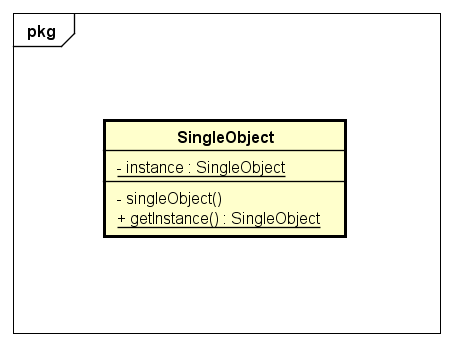 pkg
SingleObject
- instance : SingleObject
- singleObject()
+ getInstance() : SingleObject